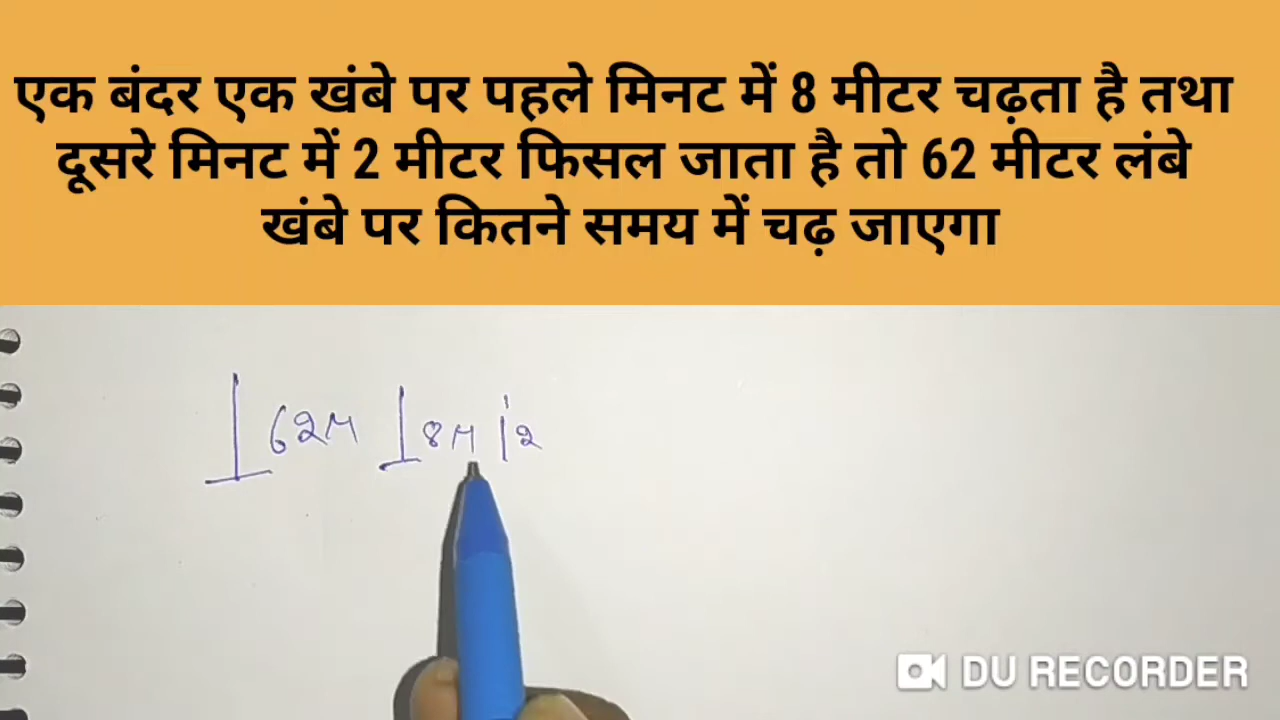 एक बंदर एक खंबे पर पहले मिनट में 8 मीटर चढ़ता है तथा
दूसरे मिनट में 2 मीटर फिसल जाता है तो 62 मीटर लंबे
खंबे पर कितने समय में चढ़ जाएगा
62M 8M 2
DU RECORDER